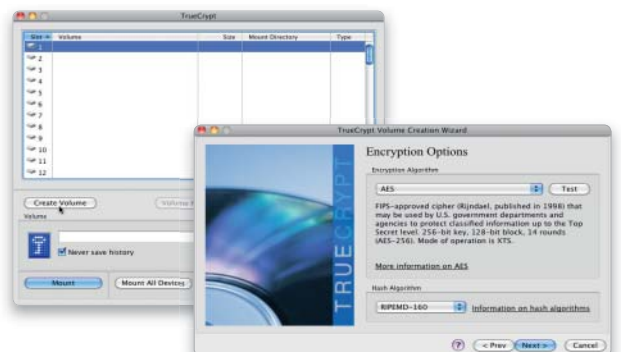 TrueCrypt
Slot Volume Size Mount Directory Type
1
2
3
4
5
6
7
8
9
10
11
12
Create Volume
Volume
Never save history
Mount
Mount All Devices
TrueCrypt Volume Creation Wizard
TRUECRYPT
Encryption Options
Encryption Algorithm
AES
Test
FIPS-approved cipher (Rijndael, published in 1998) that
may be used by U.S. government departments and
agencies to protect classified information up to the Top
Secret level. 256-bit key, 128-bit block, 14 rounds
(AES-256). Mode of operation is XTS.
More information on AES
Hash Algorithm
RIPEMD-160
Information on hash algorithms
?
< Prev
Next >
Cancel